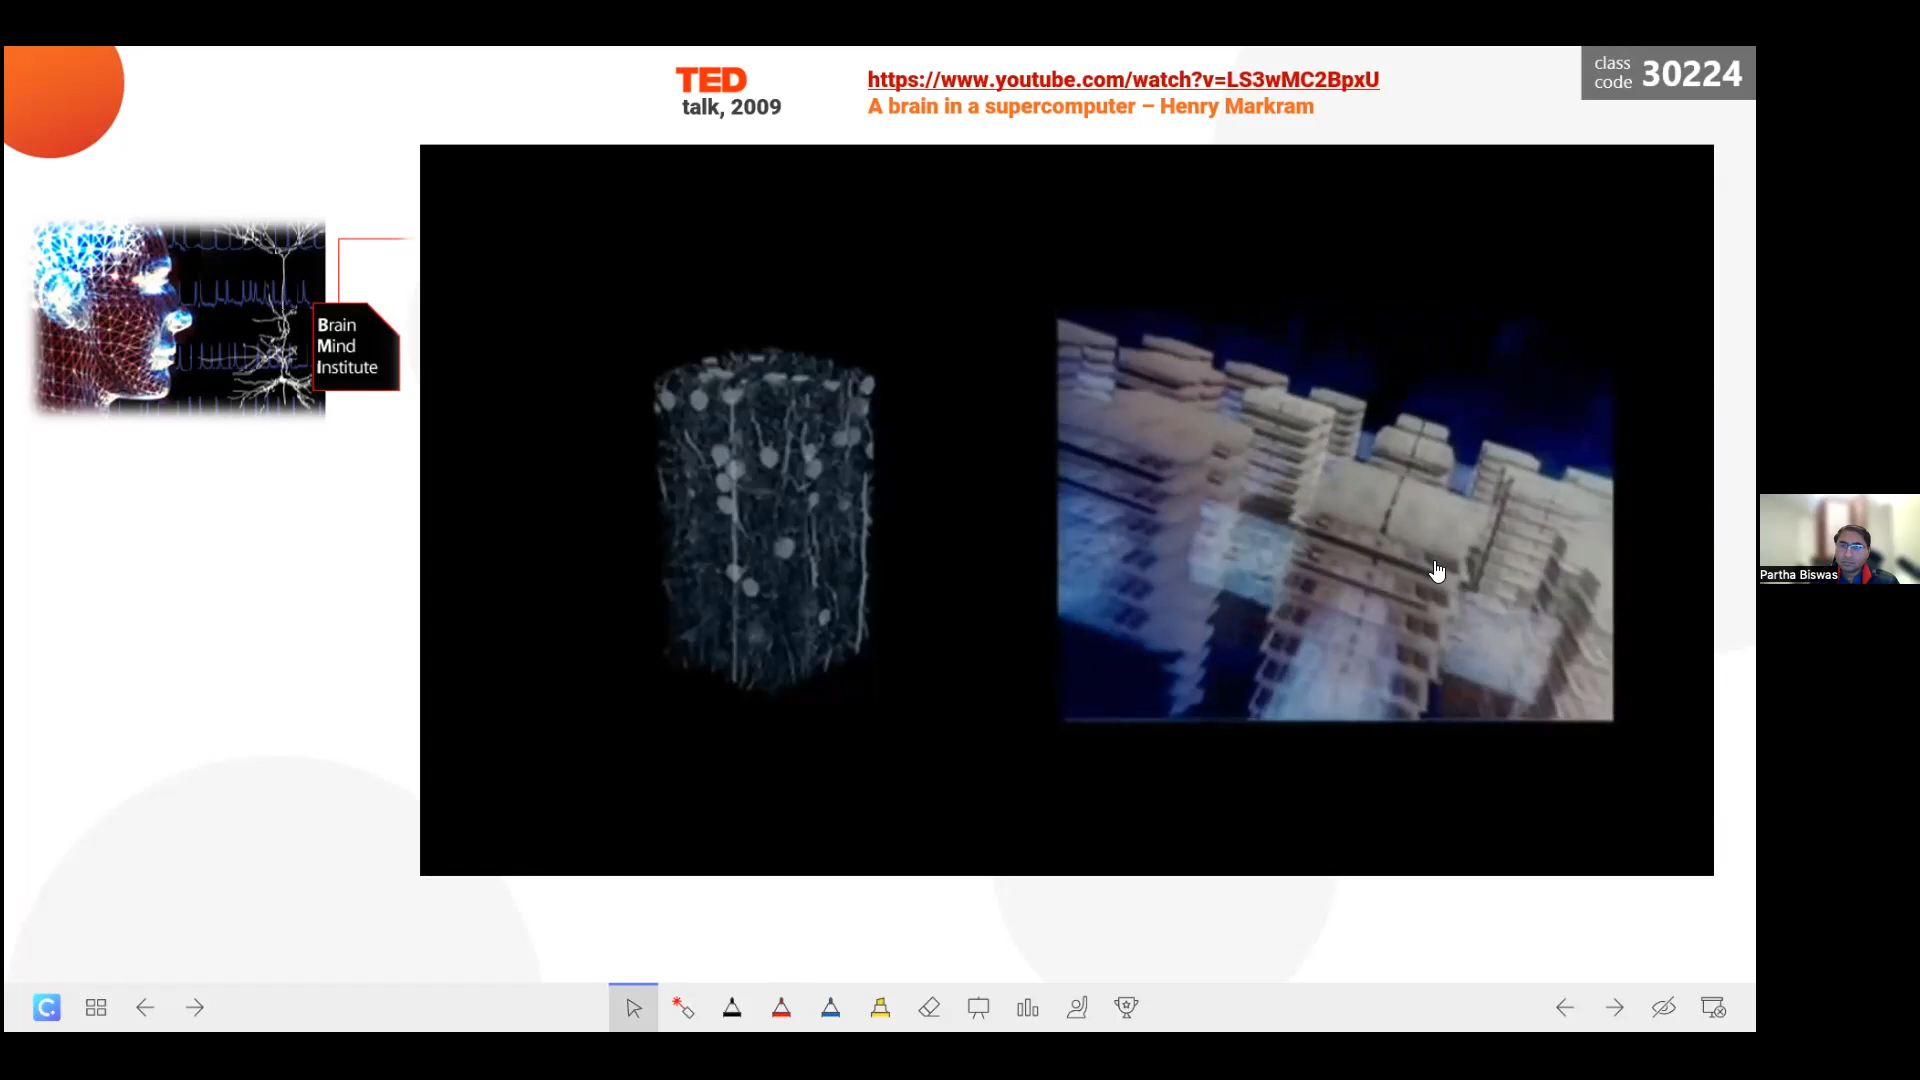 TED
talk, 2009
https://www.youtube.com/watch?v=LS3wMC2BpxU
A brain in a supercomputer – Henry Markram
class
code 30224
Brain
Mind
Institute
Partha Biswas
C